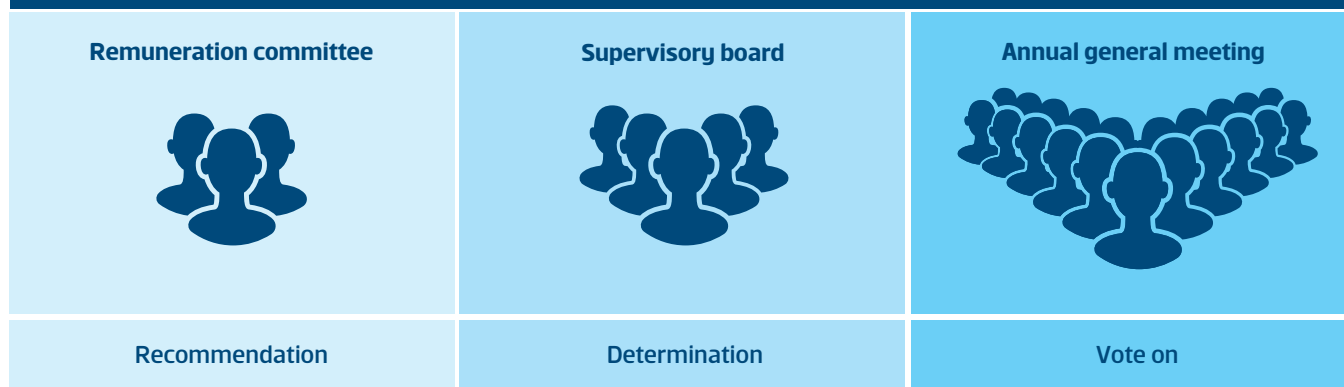 Remuneration committee
Supervisory board
Annual general meeting
Recommendation
Determination
Vote on